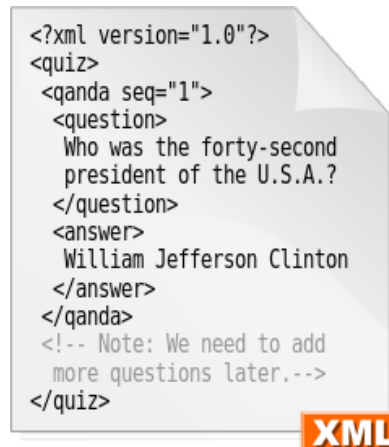 <?xml version="1.0"?>
<quiz>
<qanda seq="1">
<question>
Who was the forty-second
president of the U.S.A.?
</question>
<answer>
William Jefferson Clinton
</answer>
</qanda>
<!-- Note: We need to add
more questions later.-->
</quiz>
XML